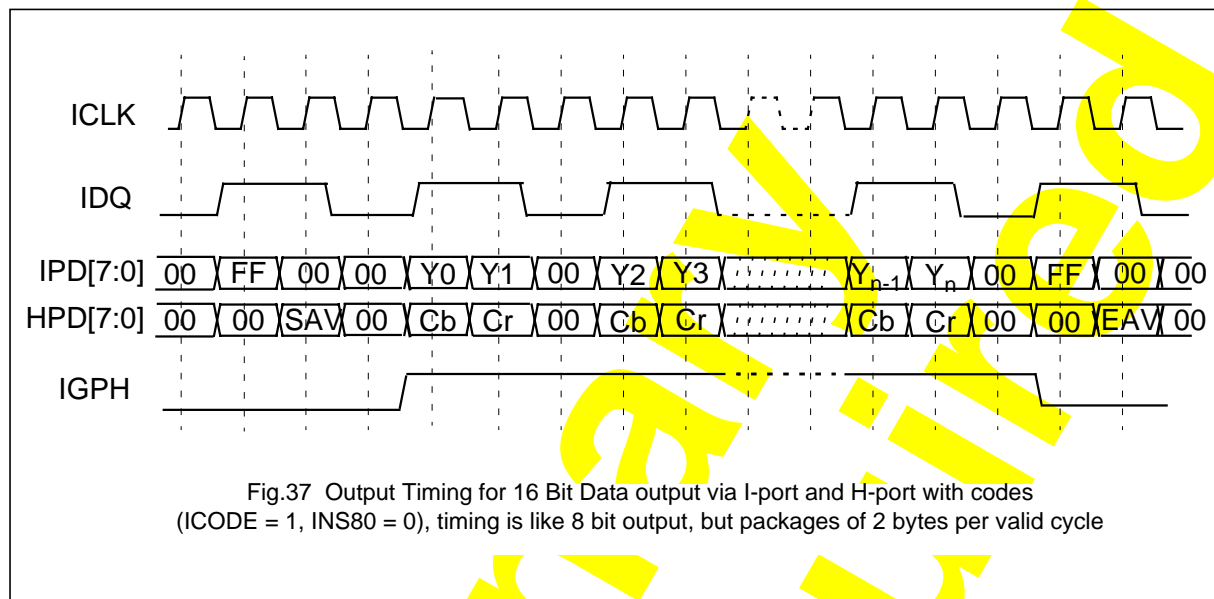 ICLK
IDQ
IPD[7:0] 00 FF 00 00 Y0 Y1 00 Y2 Y3 Yn-1 Yn 00 FF 00 00
HPD[7:0] 00 00 SAV 00 Cb Cr 00 Cb Cr Cb Cr 00 00 EAV 00
IGPH
Fig.37 Output Timing for 16 Bit Data output via I-port and H-port with codes
(ICODE = 1, INS80 = 0), timing is like 8 bit output, but packages of 2 bytes per valid cycle